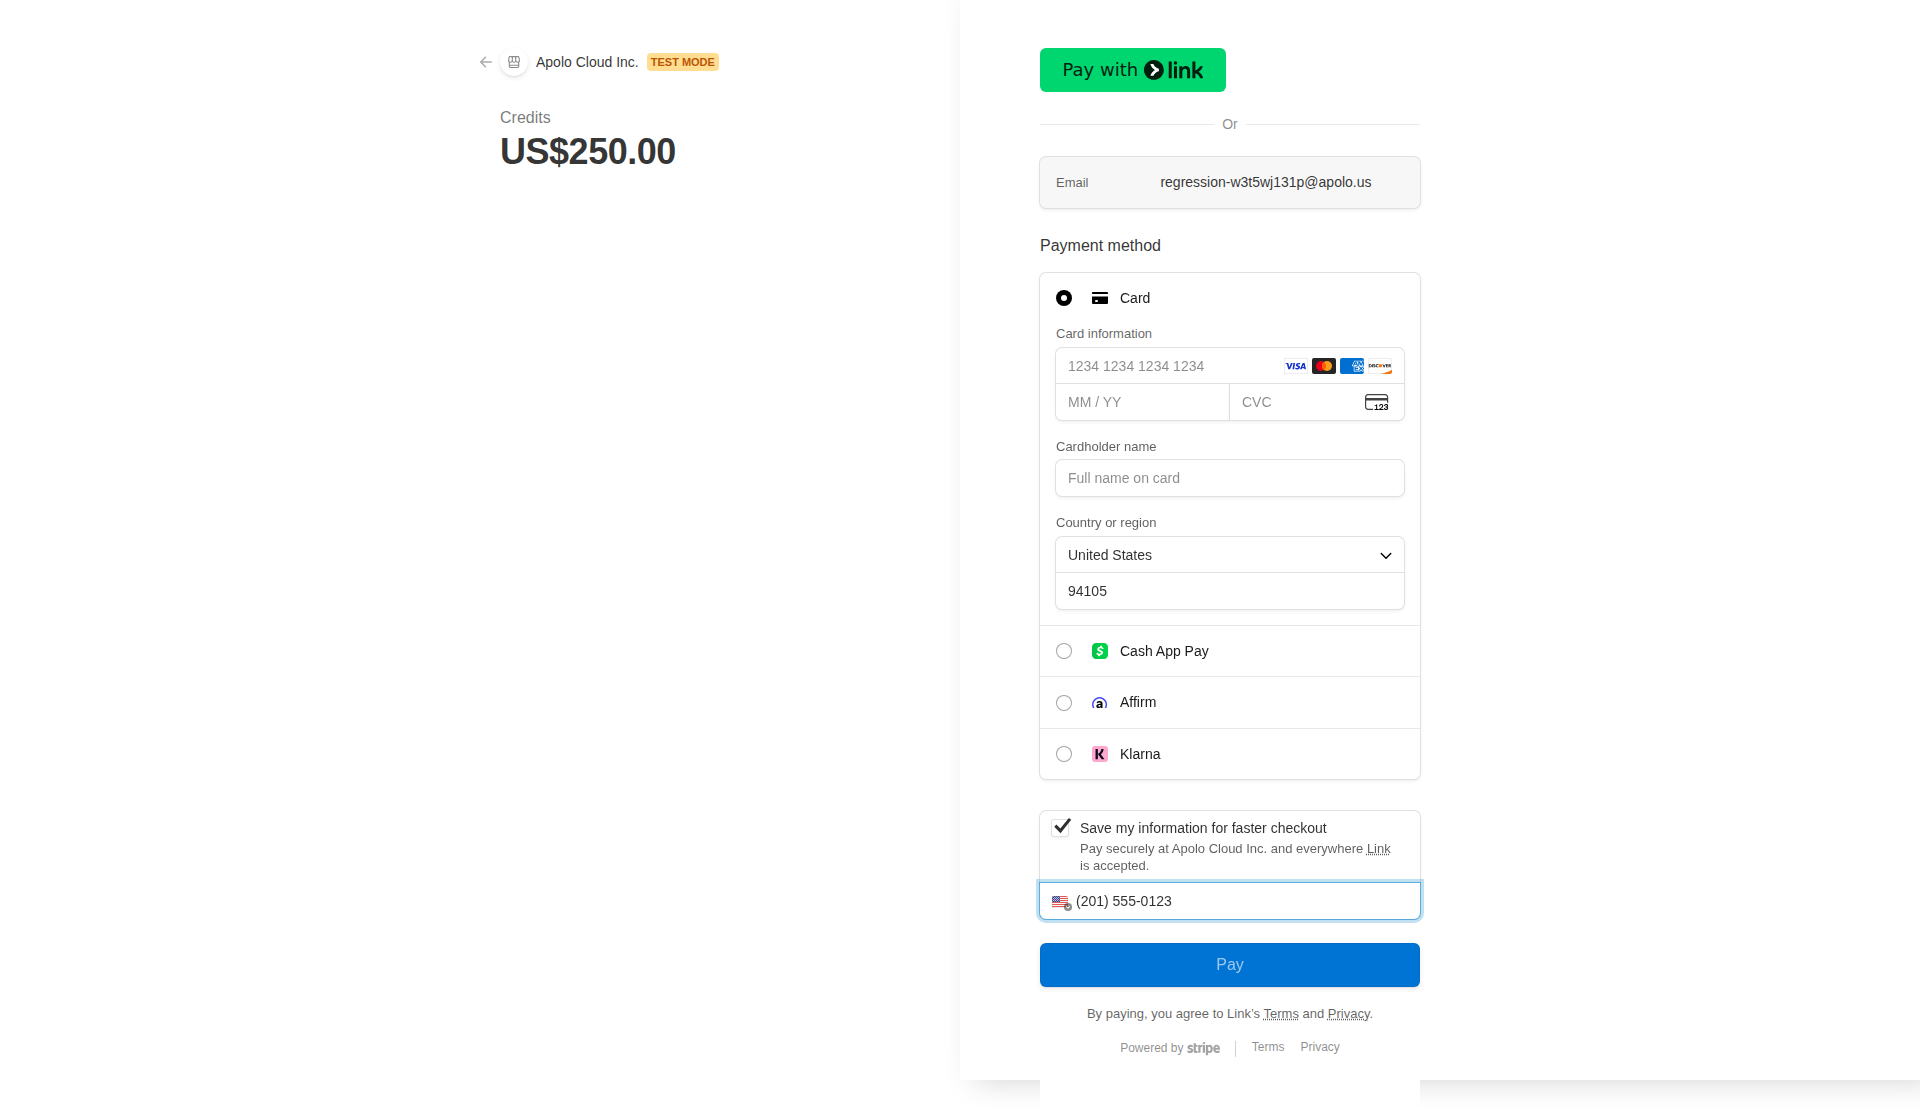 Apolo Cloud Inc. TEST MODE
Credits
US$250.00
Pay with link
Or
Email regression-w3t5wj131p@apolo.us
Payment method
Card
Card information
1234 1234 1234 1234 VISA AMEX DISCOVER
MM / YY CVC 123
Cardholder name
Full name on card
Country or region
United States
94105
$ Cash App Pay
a Affirm
K Klarna
Save my information for faster checkout
Pay securely at Apolo Cloud Inc. and everywhere Link
is accepted.
(201) 555-0123
Pay
By paying, you agree to Link’s Terms and Privacy.
Powered by stripe Terms Privacy